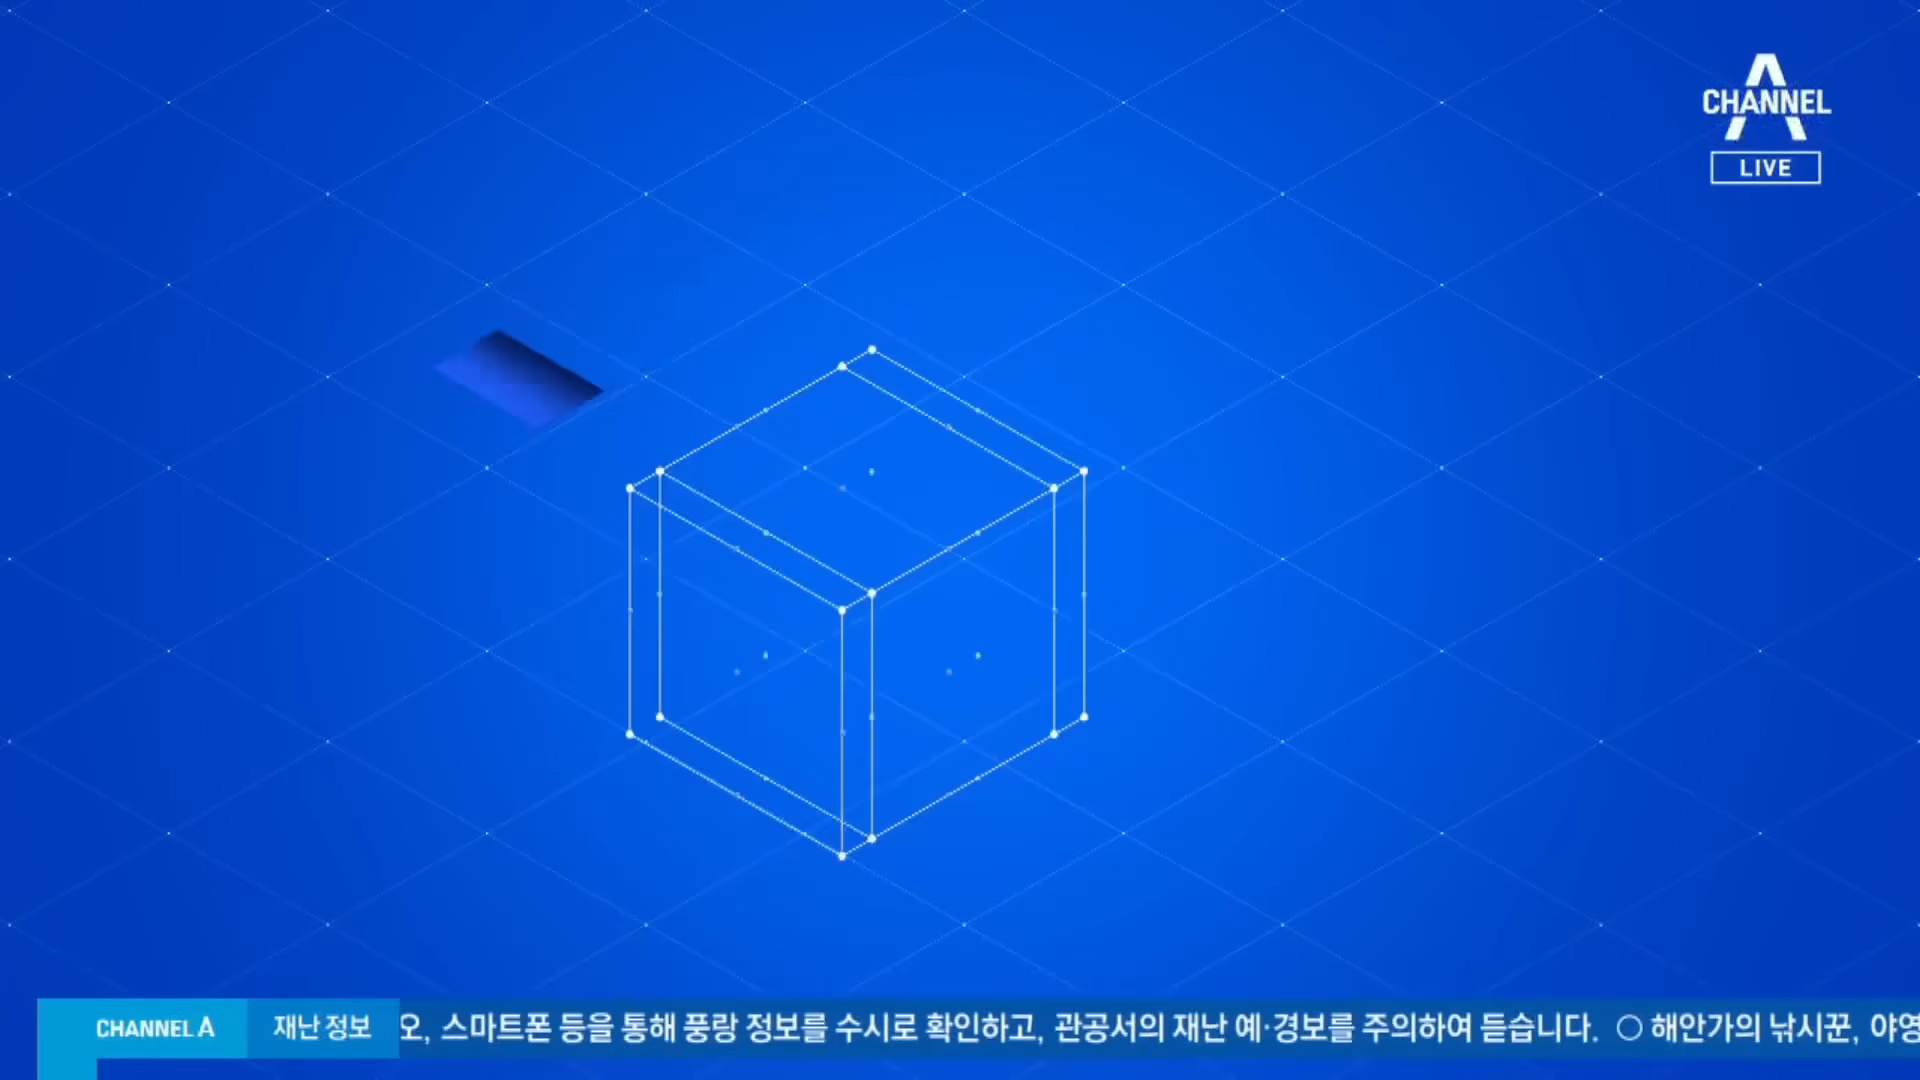 CHANNEL
LIVE
CHANNEL A
재난 정보
오, 스마트폰 등을 통해 풍랑 정보를 수시로 확인하고, 관공서의 재난 예·경보를 주의하여 듣습니다. ○ 해안가의 낚시꾼, 야영